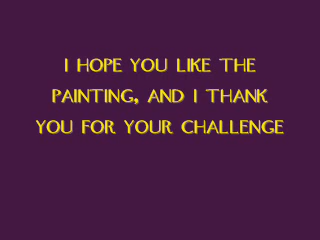 I HOPE YOU LIKE THE
PAINTING, AND I THANK
YOU FOR YOUR CHALLENGE